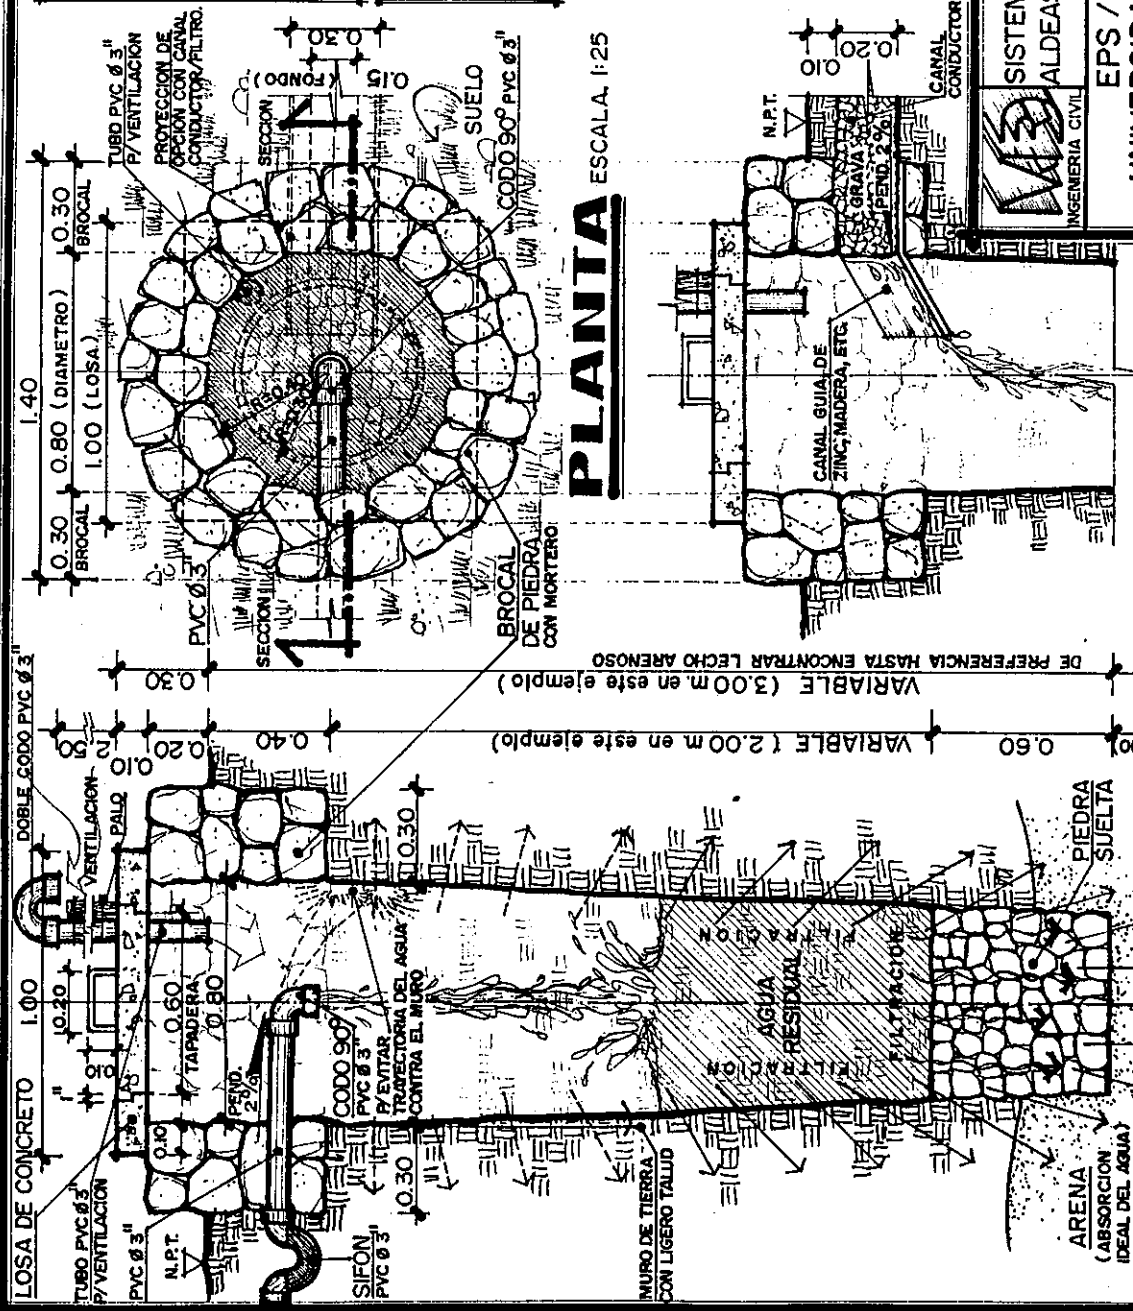 TUBO PVC Ø 3"
P/VENTILACION
PROYECCION DE
OPCION CON CANAL
CONDUCTOR/FILTRO.
0.30
(FONDO)
0.15
SECCION
1
SUELO
CODO 90° PVC Ø 3"
1.40
0.30
0.80 (DIAMETRO)
0.30
BROCAL
1.00 (LOSA)
BROCAL
PVC Ø 3"
SECCION
1
BROCAL
DE PIEDRA
CON MORTERO
PLANTA
ESCALA. 1:25
0.10
0.20
N.P.T.
CANAL
CONDUCTOR
GRAVA
PEND. 2%
CANAL GUIA DE
ZINC, MADERA, ETC.
INGENIERIA CIVIL
SISTEM
ALDEAS
EPS /
DOBLE CODO PVC Ø 3"
0.30
VARIABLE (3.00 m. en este ejemplo)
DE PREFERENCIA HASTA ENCONTRAR LECHO ARENOSO
0.10
0.20
0.40
VARIABLE (2.00 m. en este ejemplo)
0.60
LOSA DE CONCRETO
1.00
0.20
VENTILACION
PALO
TUBO PVC Ø 3"
P/VENTILACION
PVC Ø 3"
N.P.T.
0.10
0.60
TAPADERA
0.80
PEND.
2%
SIFON
PVC Ø 3"
CODO 90°
PVC Ø 3"
P/EVITAR
TRAYECTORIA DEL AGUA
CONTRA EL MURO
0.30
0.30
MURO DE TIERRA
CON LIGERO TALUD
AGUA
RESIDUAL
FILTRACION
FILTRACION
FILTRACION
FILTRACION
PIEDRA
SUELTA
ARENA
(ABSORCION
IDEAL DEL AGUA)